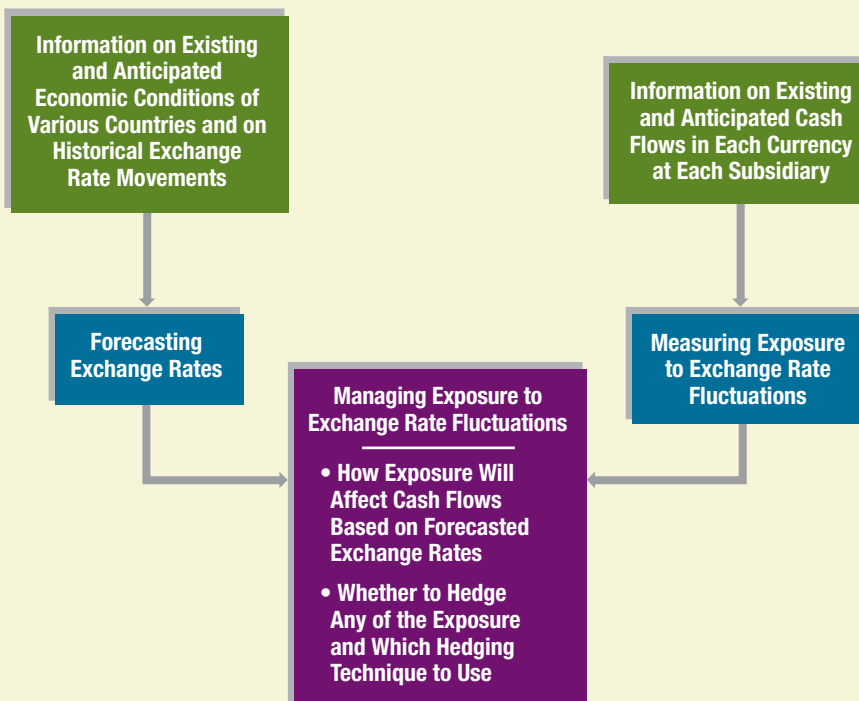 Information on Existing
and Anticipated
Economic Conditions of
Various Countries and on
Historical Exchange
Rate Movements
Information on Existing
and Anticipated Cash
Flows in Each Currency
at Each Subsidiary
Forecasting
Exchange Rates
Measuring Exposure
to Exchange Rate
Fluctuations
Managing Exposure to
Exchange Rate Fluctuations
• How Exposure Will
Affect Cash Flows
Based on Forecasted
Exchange Rates
• Whether to Hedge
Any of the Exposure
and Which Hedging
Technique to Use